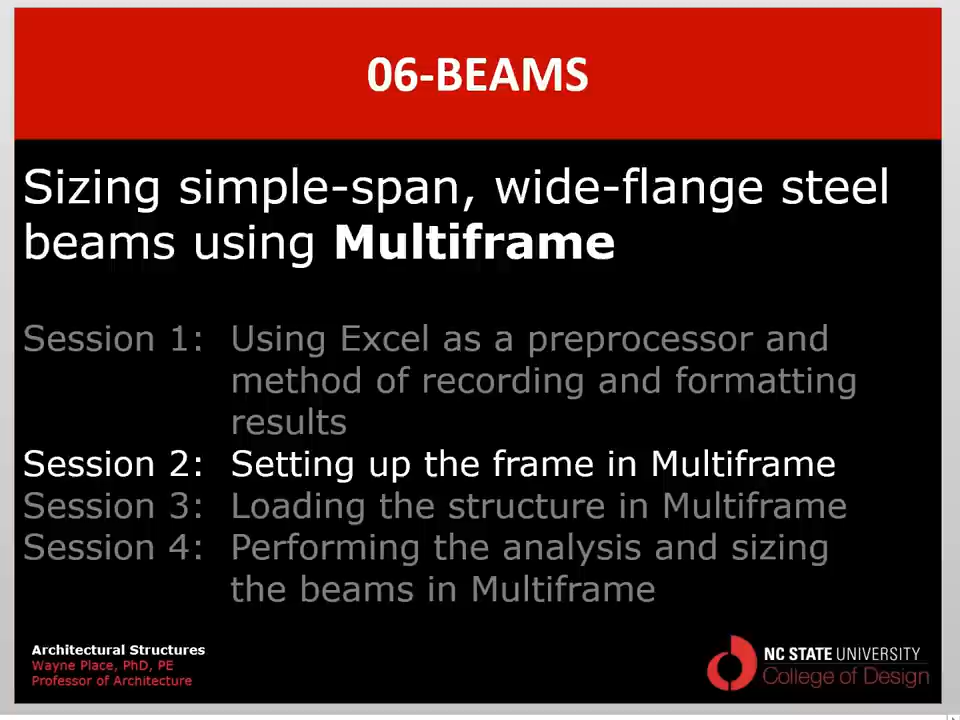 06-BEAMS
Sizing simple-span, wide-flange steel
beams using Multiframe
Session 1: Using Excel as a preprocessor and
method of recording and formatting
results
Session 2: Setting up the frame in Multiframe
Session 3: Loading the structure in Multiframe
Session 4: Performing the analysis and sizing
the beams in Multiframe
Architectural Structures
Wayne Place, PhD, PE
Professor of Architecture
NC STATE UNIVERSITY
College of Design